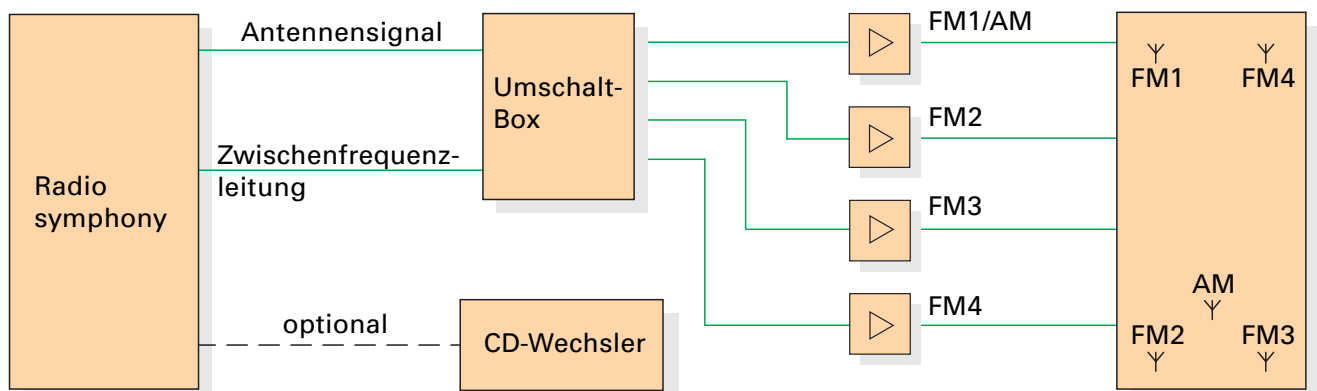 Radio
symphony
Antennensignal
Zwischenfrequenz-
leitung
optional
Umschalt-
Box
CD-Wechsler
FM1/AM
FM2
FM3
FM4
FM1
FM4
AM
FM2
FM3